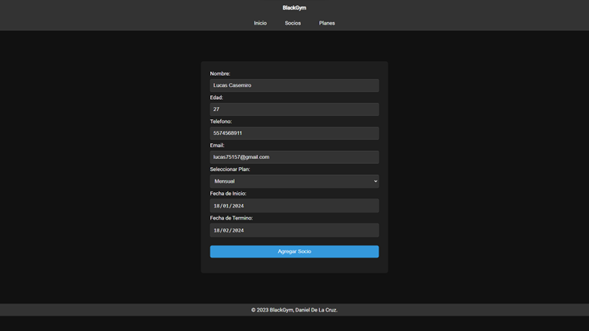 BlackGym
Inicio Socios Planes
Nombre:
Lucas Casemiro
Edad:
27
Telefono:
5574568911
Email:
lucas75157@gmail.com
Seleccionar Plan:
Mensual
Fecha de Inicio:
18/01/2024
Fecha de Termino:
18/02/2024
Agregar Socio
© 2023 BlackGym, Daniel De La Cruz.